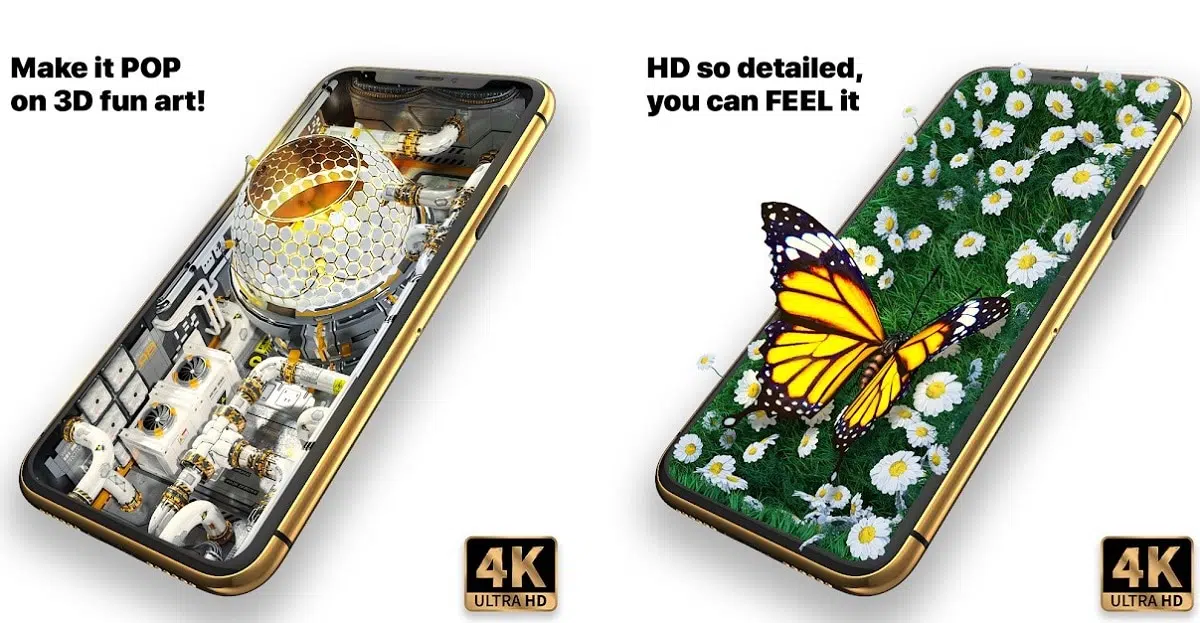 Make it POP
on 3D fun art!
4K
ULTRA HD
HD so detailed,
you can FEEL it
4K
ULTRA HD